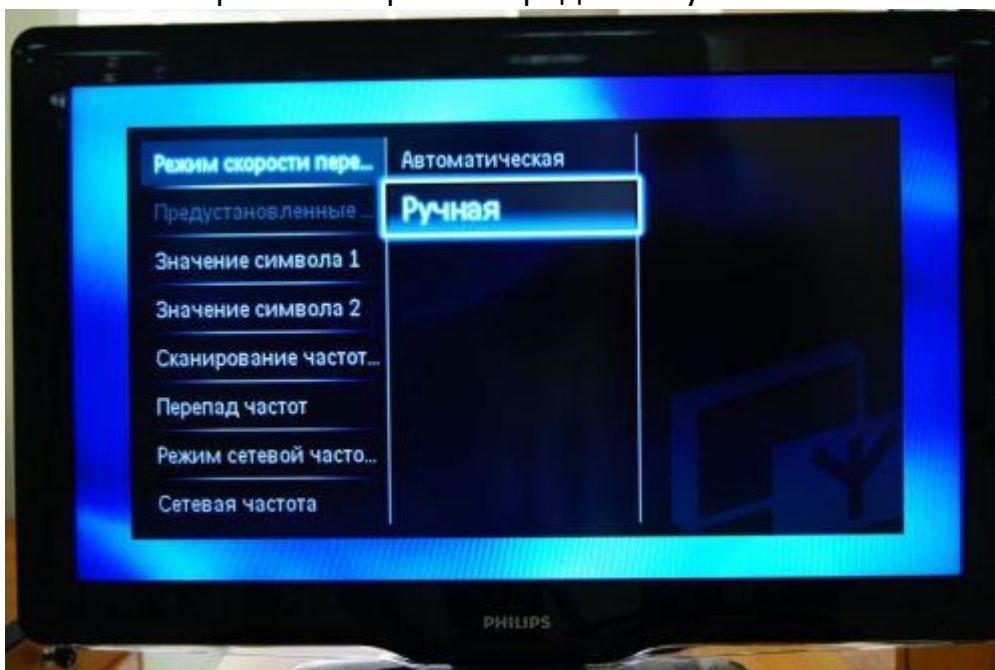 Режим скорости пере...
Автоматическая
Предустановленные ...
Ручная
Значение символа 1
Значение символа 2
Сканирование частот...
Перепад частот
Режим сетевой часто...
Сетевая частота
PHILIPS